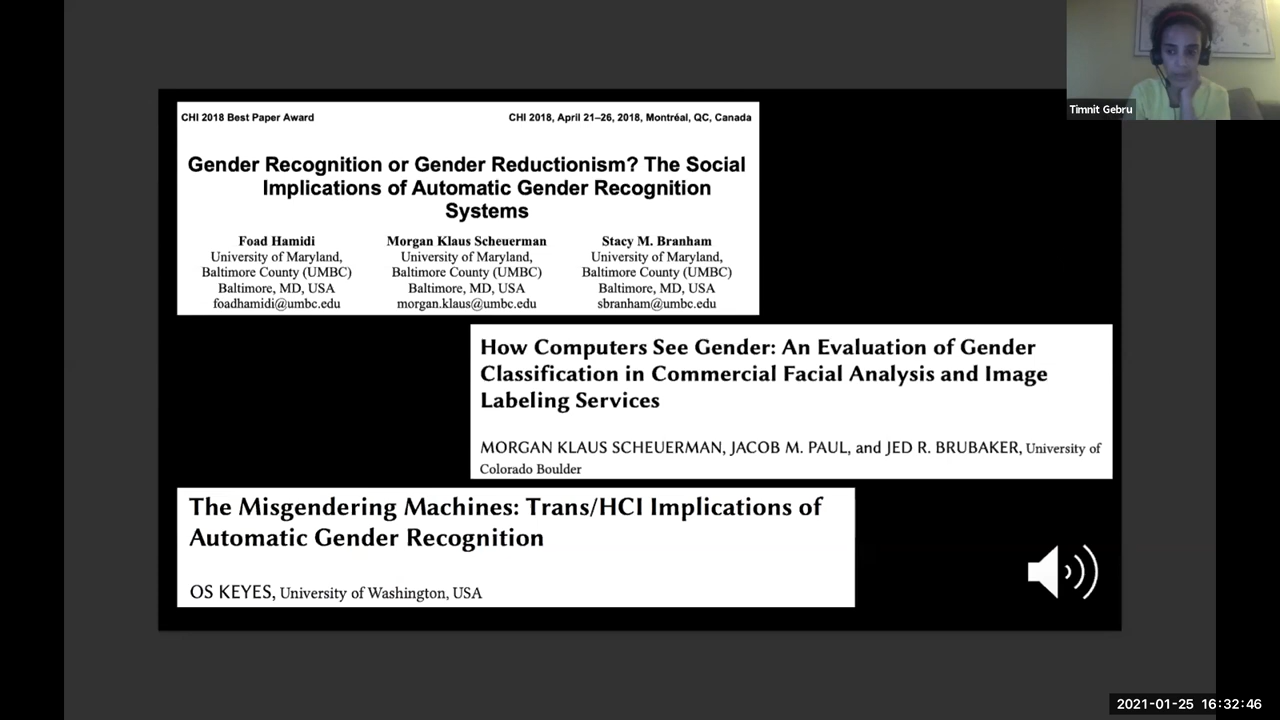 Timnit Gebru
CHI 2018 Best Paper Award
CHI 2018, April 21–26, 2018, Montréal, QC, Canada
Gender Recognition or Gender Reductionism? The Social
Implications of Automatic Gender Recognition
Systems
Foad Hamidi
University of Maryland,
Baltimore County (UMBC)
Baltimore, MD, USA
foadhamidi@umbc.edu
Morgan Klaus Scheuerman
University of Maryland,
Baltimore County (UMBC)
Baltimore, MD, USA
morgan.klaus@umbc.edu
Stacy M. Branham
University of Maryland,
Baltimore County (UMBC)
Baltimore, MD, USA
sbranham@umbc.edu
How Computers See Gender: An Evaluation of Gender
Classification in Commercial Facial Analysis and Image
Labeling Services
MORGAN KLAUS SCHEUERMAN, JACOB M. PAUL, and JED R. BRUBAKER, University of
Colorado Boulder
The Misgendering Machines: Trans/HCI Implications of
Automatic Gender Recognition
OS KEYES, University of Washington, USA
2021-01-25 16:32:46